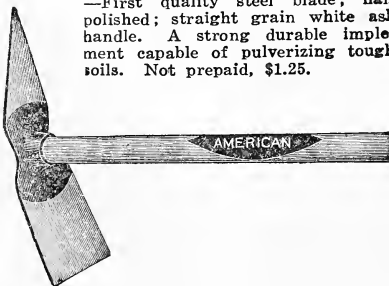 —First quality steel blade, half
polished; straight grain white ash
handle. A strong durable imple-
ment capable of pulverizing tough
soils. Not prepaid, $1.25.
AMERICAN